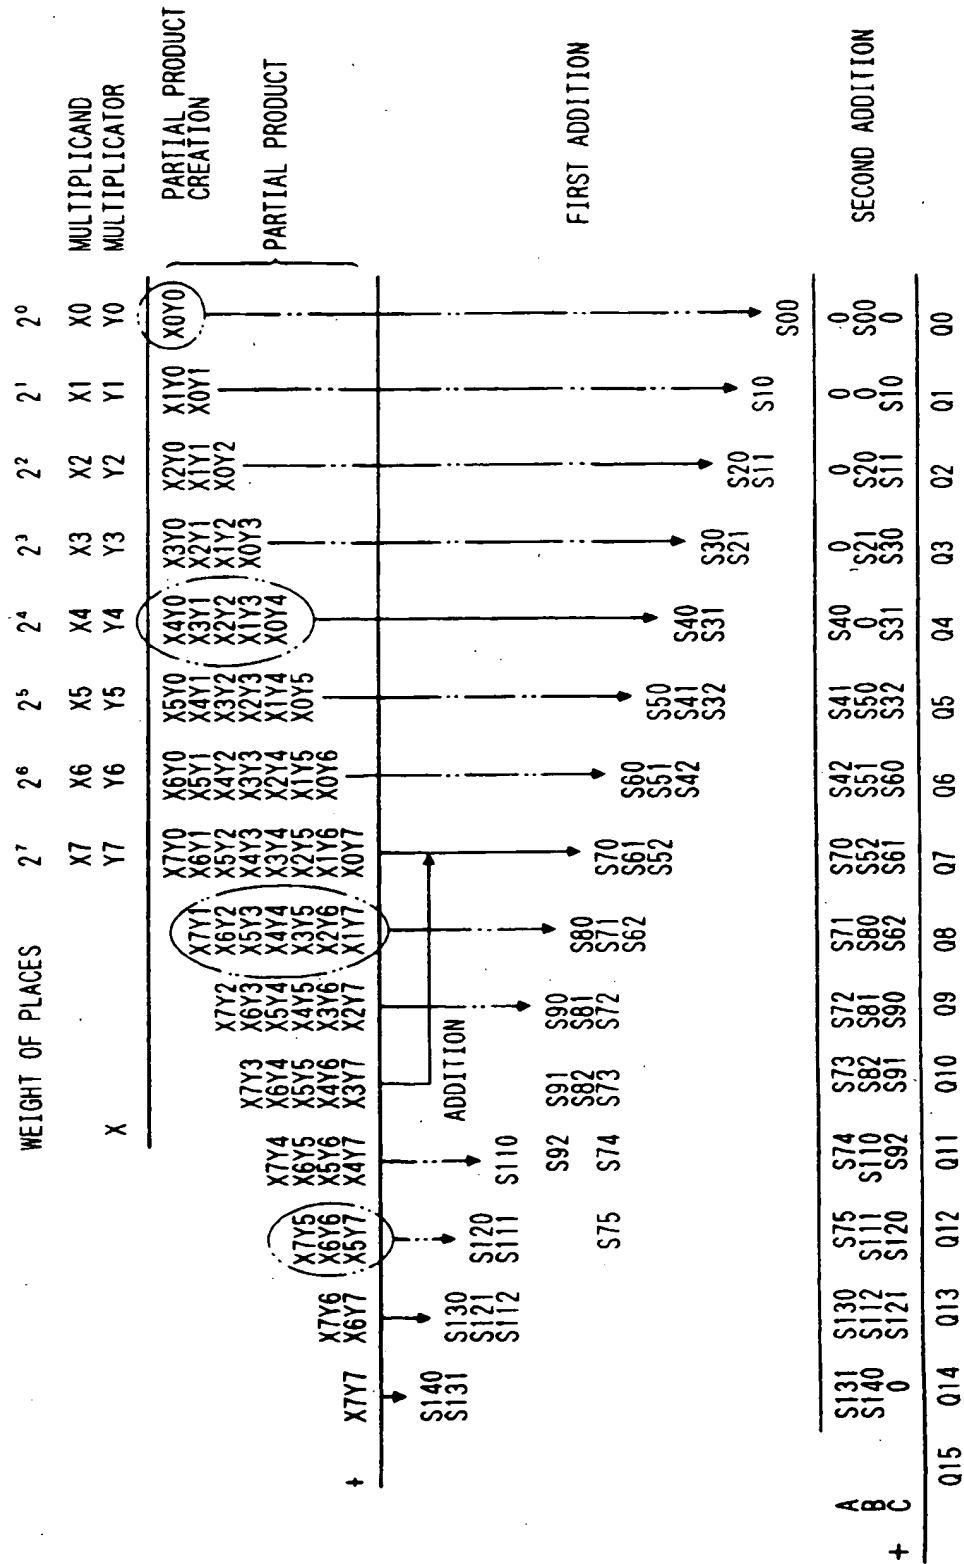 WEIGHT OF PLACES 2⁷ 2⁶ 2⁵ 2⁴ 2³ 2² 2¹ 2⁰
X7 X6 X5 X4 X3 X2 X1 X0 MULTIPLICAND
X Y7 Y6 Y5 Y4 Y3 Y2 Y1 Y0 MULTIPLICATOR
X7Y0 X6Y0 X5Y0 X4Y0 X3Y0 X2Y0 X1Y0 X0Y0 PARTIAL PRODUCT
X7Y1 X6Y1 X5Y1 X4Y1 X3Y1 X2Y1 X1Y1 X0Y1 CREATION
X7Y2 X6Y2 X5Y2 X4Y2 X3Y2 X2Y2 X1Y2 X0Y2
X7Y3 X6Y3 X5Y3 X4Y3 X3Y3 X2Y3 X1Y3 X0Y3
X7Y4 X6Y4 X5Y4 X4Y4 X3Y4 X2Y4 X1Y4 X0Y4 PARTIAL PRODUCT
X7Y5 X6Y5 X5Y5 X4Y5 X3Y5 X2Y5 X1Y5 X0Y5
X7Y6 X6Y6 X5Y6 X4Y6 X3Y6 X2Y6 X1Y6 X0Y6
+ X7Y7 X6Y7 X5Y7 X4Y7 X3Y7 X2Y7 X1Y7 X0Y7
S140
S131 S130 ADDITION
S121 S120
S112 S111 S110
S92 S91 S90
S82 S81 S80 FIRST ADDITION
S75 S74 S73 S72 S71 S70
S62 S61 S60
S52 S51 S50
S42 S41 S40
S32 S31 S30
S21 S20
S11 S10
S00
A S131 S130 S75 S74 S73 S72 S71 S70 S42 S41 S40 0 0 0 0
B S140 S112 S111 S110 S82 S81 S80 S52 S51 S50 0 S21 S20 0 S00 SECOND ADDITION
+ C 0 S121 S120 S92 S91 S90 S62 S61 S60 S32 S31 S30 S11 S10 0
Q15 Q14 Q13 Q12 Q11 Q10 Q9 Q8 Q7 Q6 Q5 Q4 Q3 Q2 Q1 Q0